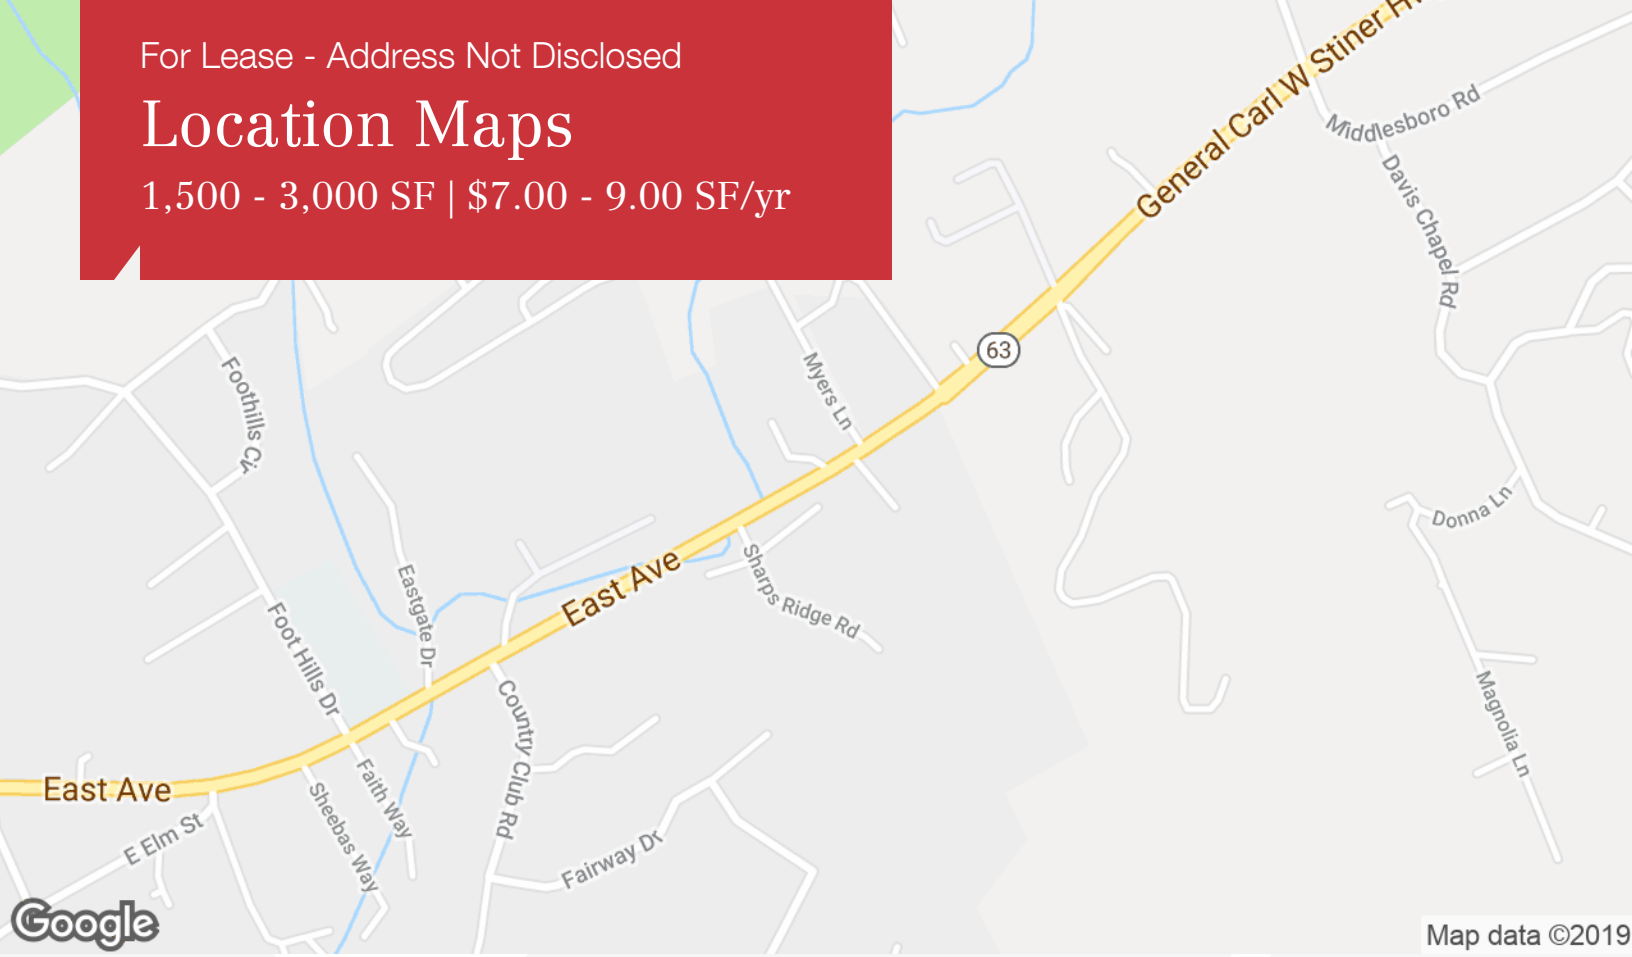 For Lease - Address Not Disclosed
Location Maps
1,500 - 3,000 SF | $7.00 - 9.00 SF/yr
General Carl W Stiner
Middlesboro Rd
Davis Chapel Rd
63
Foothills Cir
Myers Ln
Donna Ln
East Ave
Sharps Ridge Rd
Eastgate Dr
Foot Hills Dr
Country Club Rd
Magnolia Ln
East Ave
Faith Way
Sheebas Way
E Elm St
Fairway Dr
Google
Map data ©2019